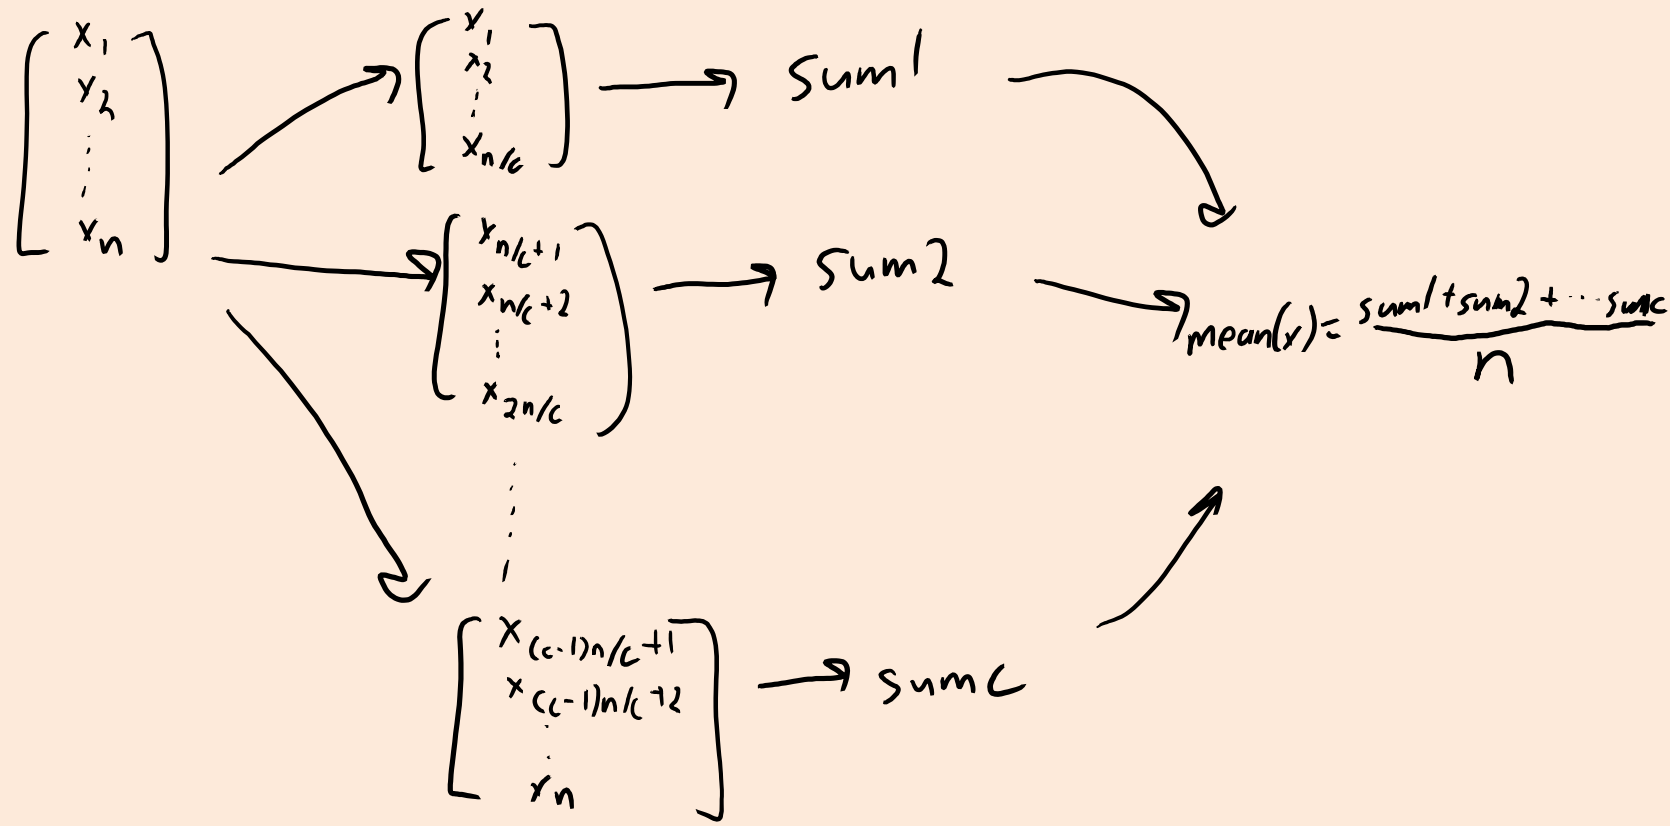 x1
y2
xn
x1
x2
xn/c
sum1
xn/c+1
xn/c+2
x2n/c
sum2
mean(x) = sum1+sum2+...sumc
n
x(c-1)n/c+1
x(c-1)n/c+2
xn
sumc